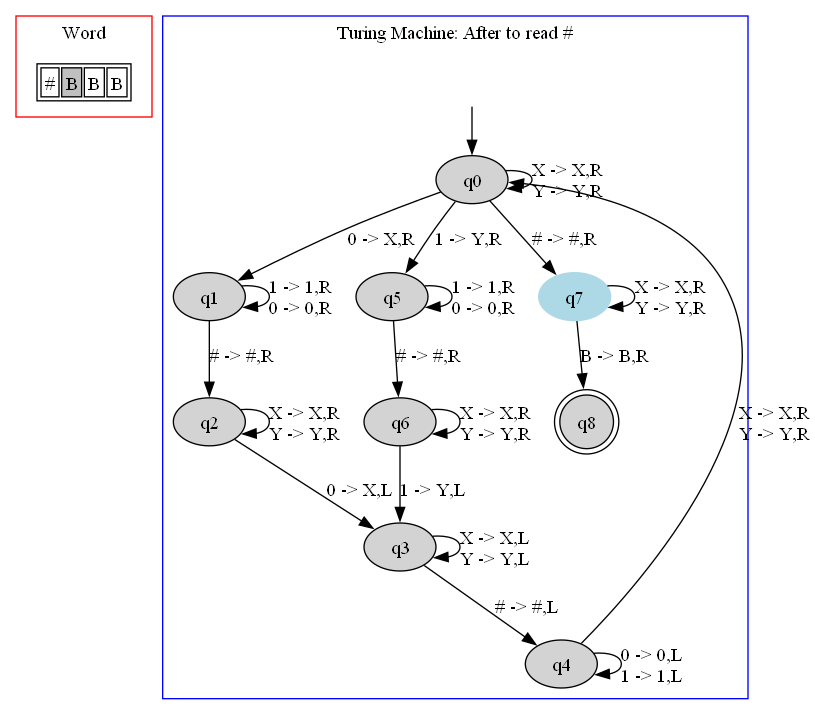 Word
# B B B
Turing Machine: After to read #
q0
X -> X,R
Y -> Y,R
0 -> X,R
1 -> Y,R
# -> #,R
q1
1 -> 1,R
0 -> 0,R
q5
1 -> 1,R
0 -> 0,R
q7
X -> X,R
Y -> Y,R
# -> #,R
# -> #,R
B -> B,R
q2
X -> X,R
Y -> Y,R
q6
X -> X,R
Y -> Y,R
q8
X -> X,R
Y -> Y,R
0 -> X,L
1 -> Y,L
q3
X -> X,L
Y -> Y,L
# -> #,L
q4
0 -> 0,L
1 -> 1,L